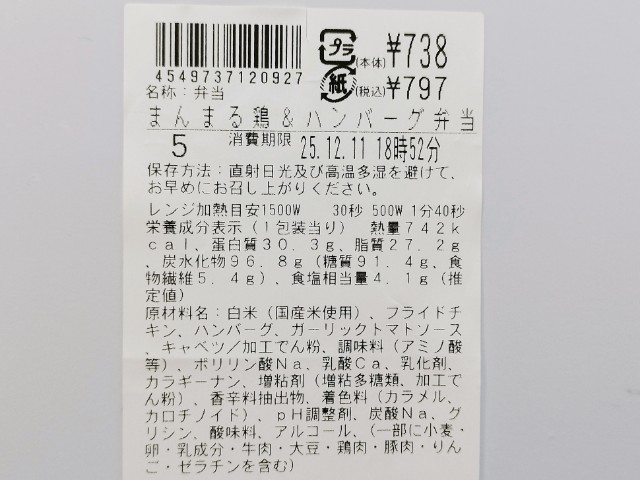 4549737120927
プラ
紙
(本体) ¥738
(税込) ¥797
名称:弁当
まんまる鶏&ハンバーグ弁当
5 消費期限 25.12.11 18時52分
保存方法:直射日光及び高温多湿を避けて、
お早めにお召し上がりください。
レンジ加熱目安1500W 30秒 500W 1分40秒
栄養成分表示(1包装当り) 熱量742k
cal、蛋白質30.3g、脂質27.2g
、炭水化物96.8g(糖質91.4g、食
物繊維5.4g)、食塩相当量4.1g(推
定値)
原材料名:白米(国産米使用)、フライドチ
キン、ハンバーグ、ガーリックトマトソース
、キャベツ/加工でん粉、調味料(アミノ酸
等)、ポリリン酸Na、乳酸Ca、乳化剤、
カラギーナン、増粘剤(増粘多糖類、加工で
ん粉)、香辛料抽出物、着色料(カラメル、
カロチノイド)、pH調整剤、炭酸Na、グ
リシン、酸味料、アルコール、(一部に小麦・
卵・乳成分・牛肉・大豆・鶏肉・豚肉・りん
ご・ゼラチンを含む)